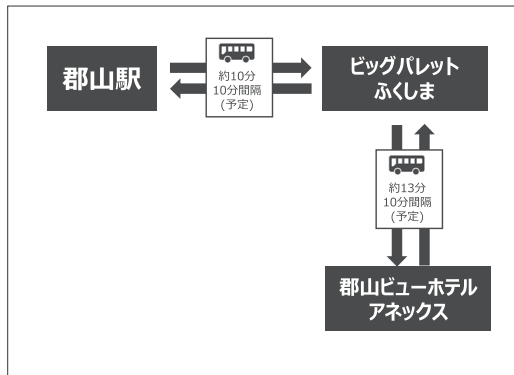 郡山駅
約10分
10分間隔
(予定)
ビッグパレット
ふくしま
約13分
10分間隔
(予定)
郡山ビューホテル
アネックス